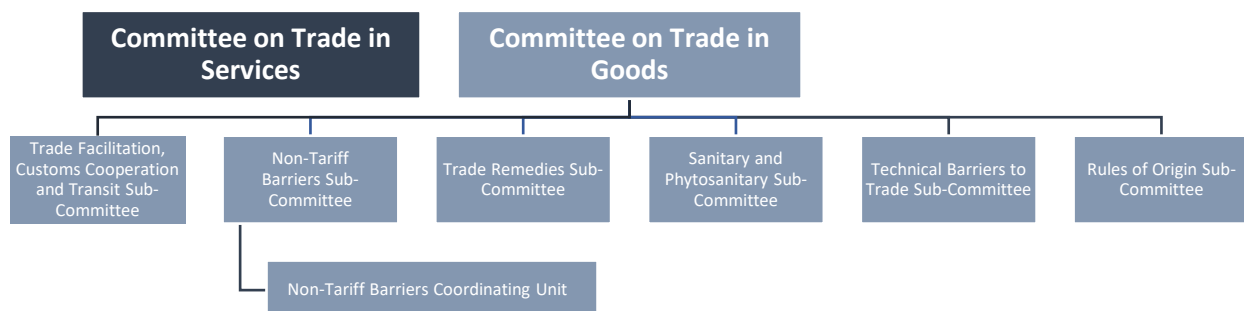 Committee on Trade in
Services
Committee on Trade in
Goods
Trade Facilitation,
Customs Cooperation
and Transit Sub-
Committee
Non-Tariff
Barriers Sub-
Committee
Trade Remedies Sub-
Committee
Sanitary and
Phytosanitary Sub-
Committee
Technical Barriers to
Trade Sub-Committee
Rules of Origin Sub-
Committee
Non-Tariff Barriers Coordinating Unit